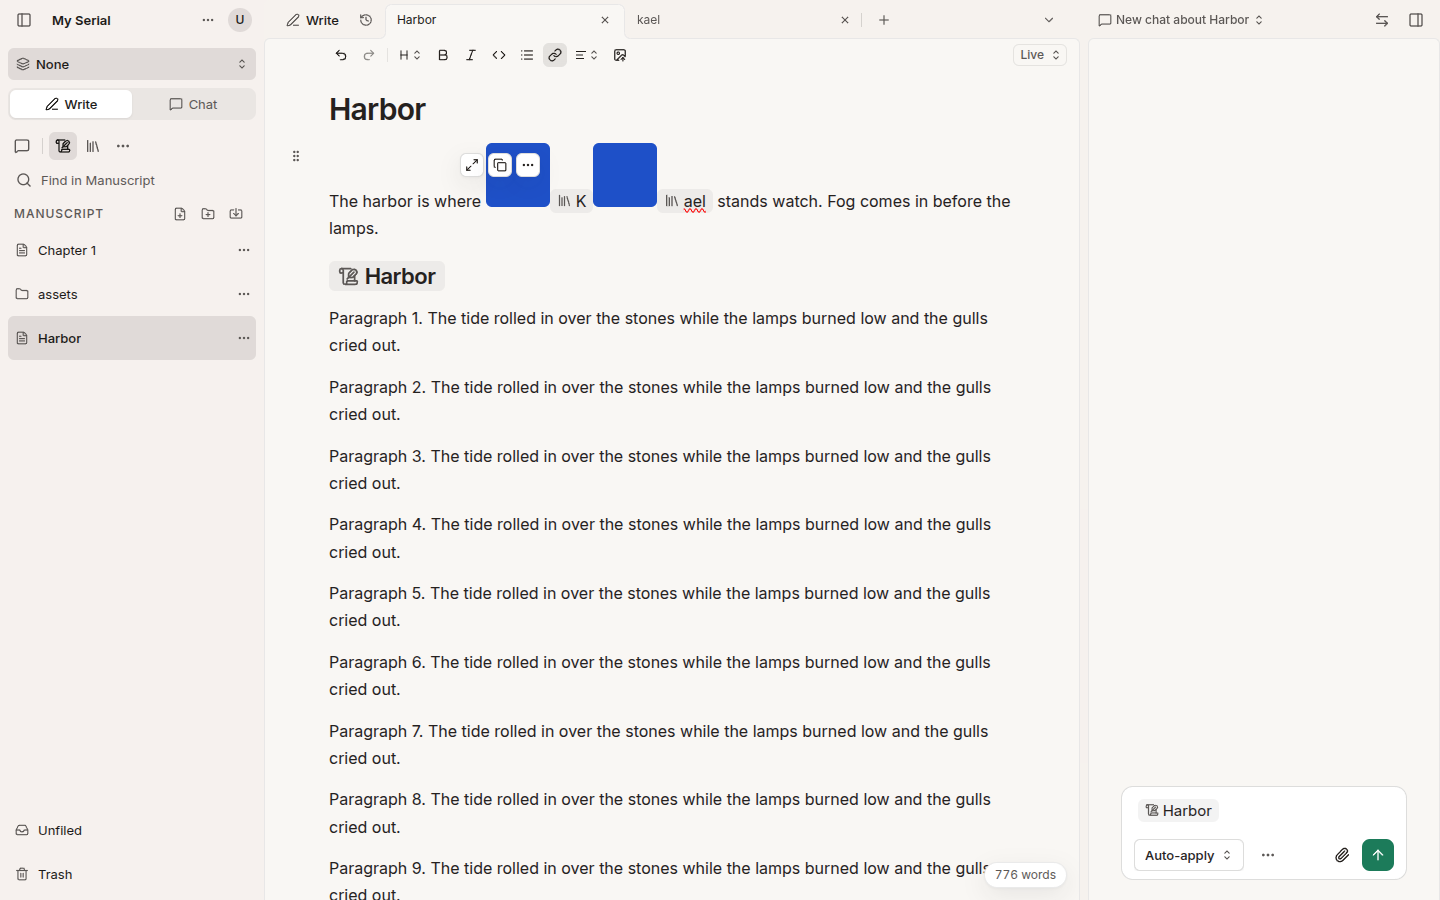 My Serial
U
None
Write
Chat
Find in Manuscript
MANUSCRIPT
Chapter 1
assets
Harbor
Unfiled
Trash
Write
Harbor
kael
H
B
I
Live
Harbor
The harbor is where K ael stands watch. Fog comes in before the
lamps.
Harbor
Paragraph 1. The tide rolled in over the stones while the lamps burned low and the gulls
cried out.
Paragraph 2. The tide rolled in over the stones while the lamps burned low and the gulls
cried out.
Paragraph 3. The tide rolled in over the stones while the lamps burned low and the gulls
cried out.
Paragraph 4. The tide rolled in over the stones while the lamps burned low and the gulls
cried out.
Paragraph 5. The tide rolled in over the stones while the lamps burned low and the gulls
cried out.
Paragraph 6. The tide rolled in over the stones while the lamps burned low and the gulls
cried out.
Paragraph 7. The tide rolled in over the stones while the lamps burned low and the gulls
cried out.
Paragraph 8. The tide rolled in over the stones while the lamps burned low and the gulls
cried out.
Paragraph 9. The tide rolled in over the stones while the lamps burned low and the gulls
cried out.
776 words
New chat about Harbor
Harbor
Auto-apply